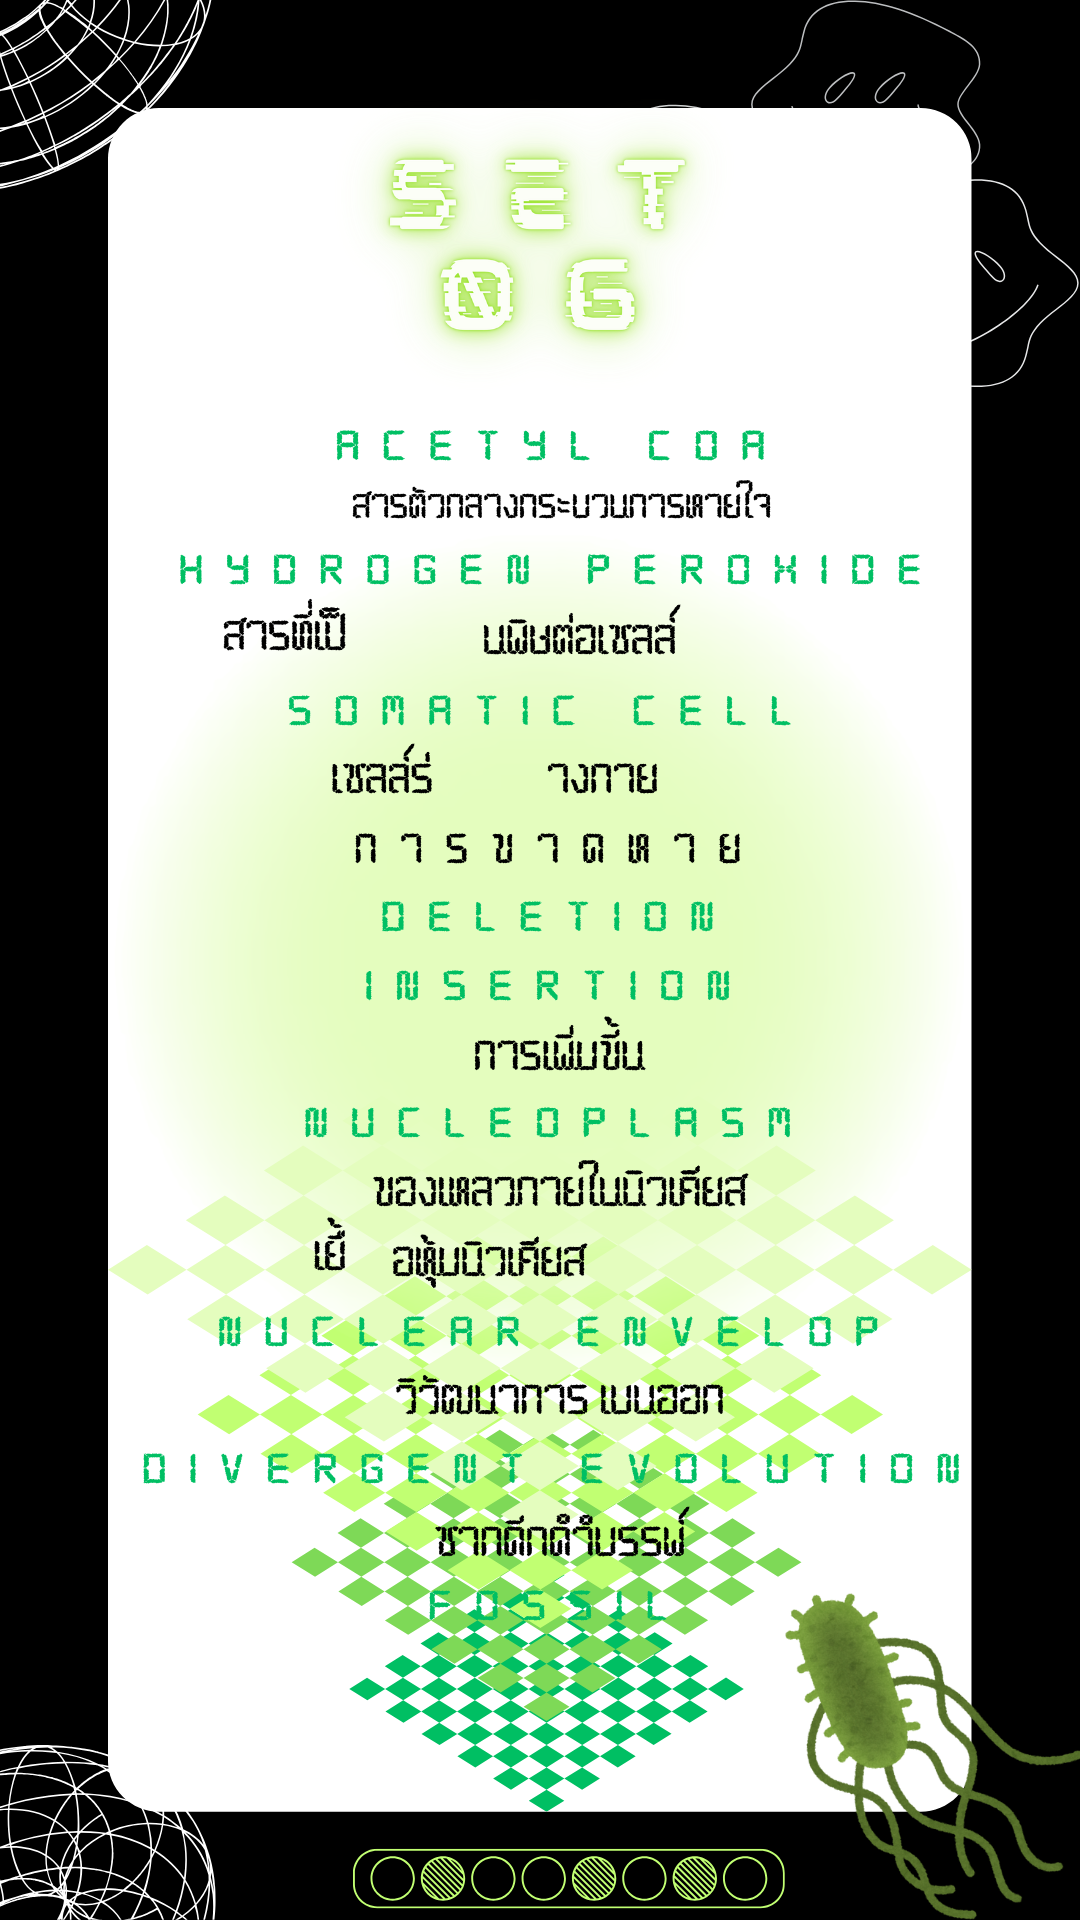 SET
06
ACETYL COA
สารตัวกลางกระบวนการหายใจ
HYDROGEN PEROXIDE
สารที่เป็ นพิษต่อเซลล์
SOMATIC CELL
เซลล์ร่ างกาย
การขาดหาย
DELETION
INSERTION
การเพิ่มขึ้น
NUCLEOPLASM
ของเหลวภายในนิวเคียส
เยื่ อหุ้มนิวเคียส
NUCLEAR ENVELOP
วิวัฒนาการ เบนออก
DIVERGENT EVOLUTION
ซากดึกดำบรรพ์
FOSSIL